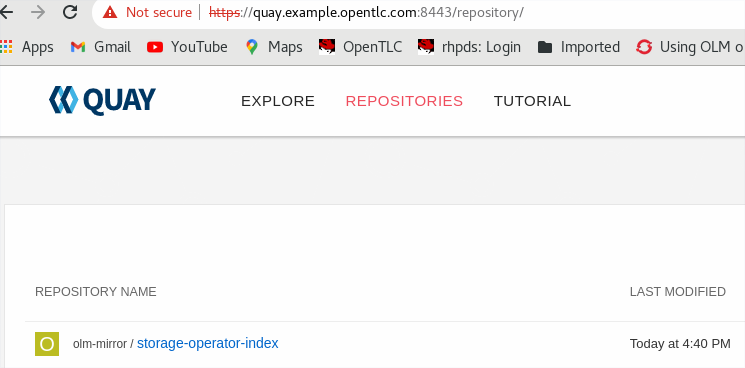 Not secure | https://quay.example.opentlc.com:8443/repository/
Apps Gmail YouTube Maps OpenTLC rhpds: Login Imported Using OLM o
QUAY EXPLORE REPOSITORIES TUTORIAL
REPOSITORY NAME LAST MODIFIED
O olm-mirror / storage-operator-index Today at 4:40 PM